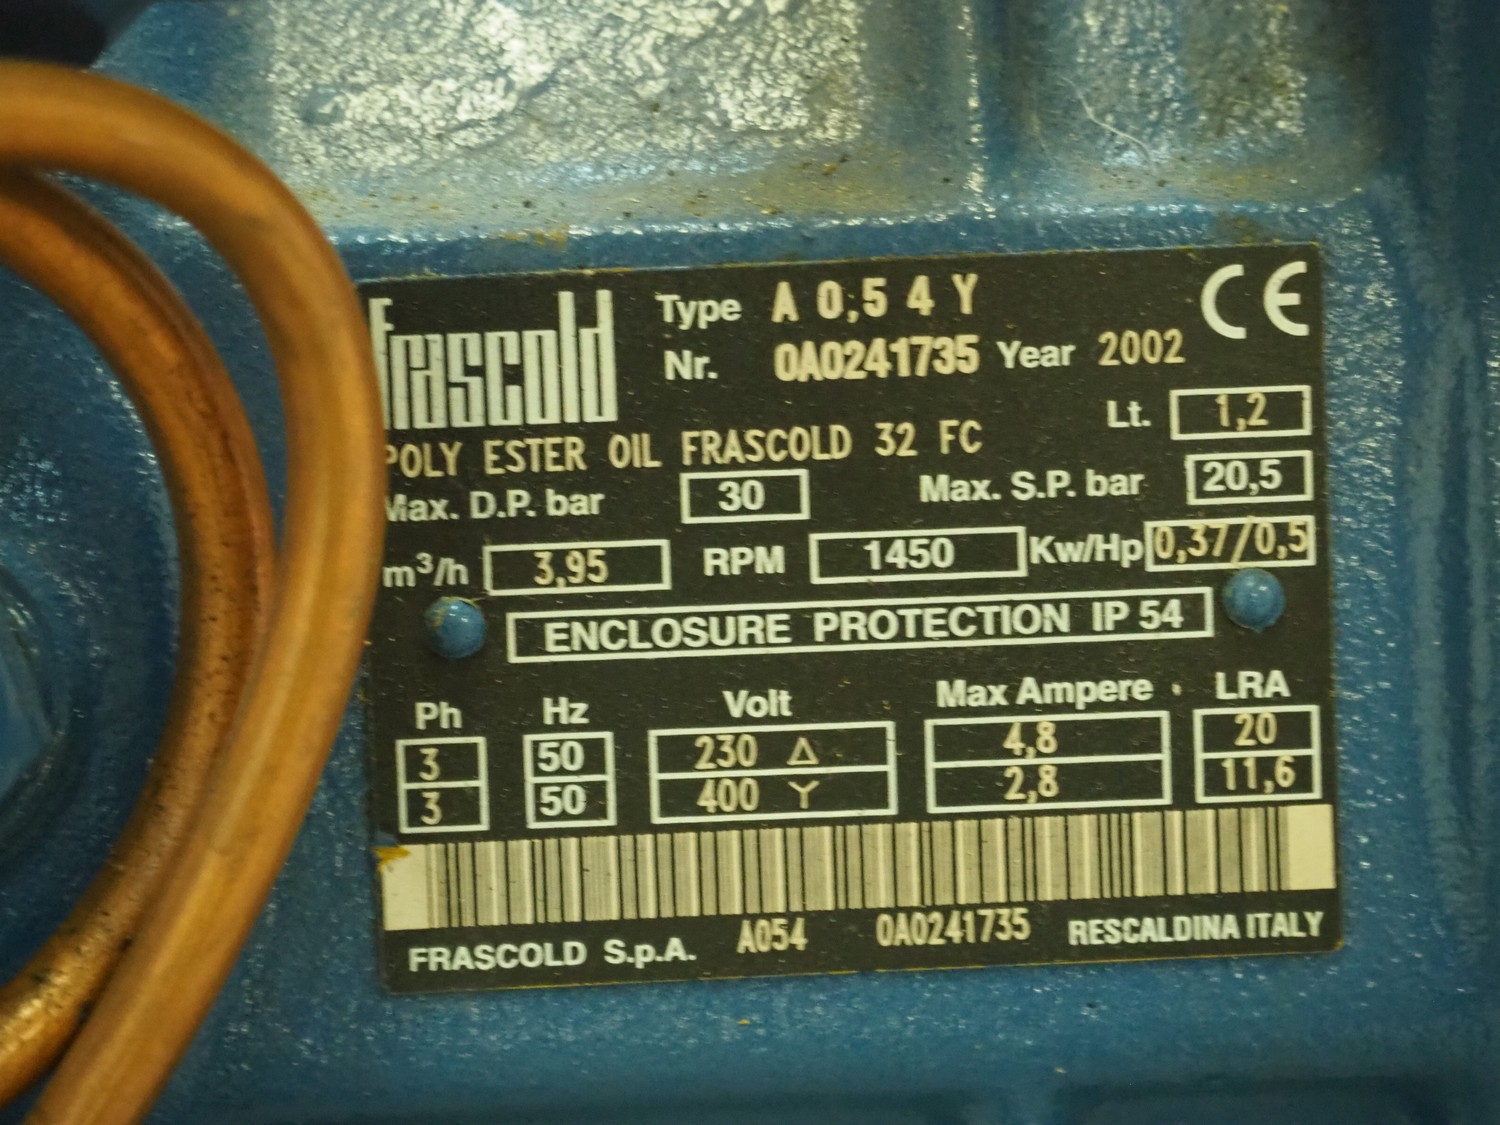 frascold
Type A 0,5 4 Y
CE
Nr. 0A0241735 Year 2002
Lt. 1,2
POLY ESTER OIL FRASCOLD 32 FC
Max. D.P. bar 30 Max. S.P. bar 20,5
m³/h 3,95 RPM 1450 Kw/Hp 0,37/0,5
ENCLOSURE PROTECTION IP 54
Ph Hz Volt Max Ampere LRA
3 50 230 Δ 4,8 20
3 50 400 Y 2,8 11,6
FRASCOLD S.p.A. A054 0A0241735 RESCALDINA ITALY